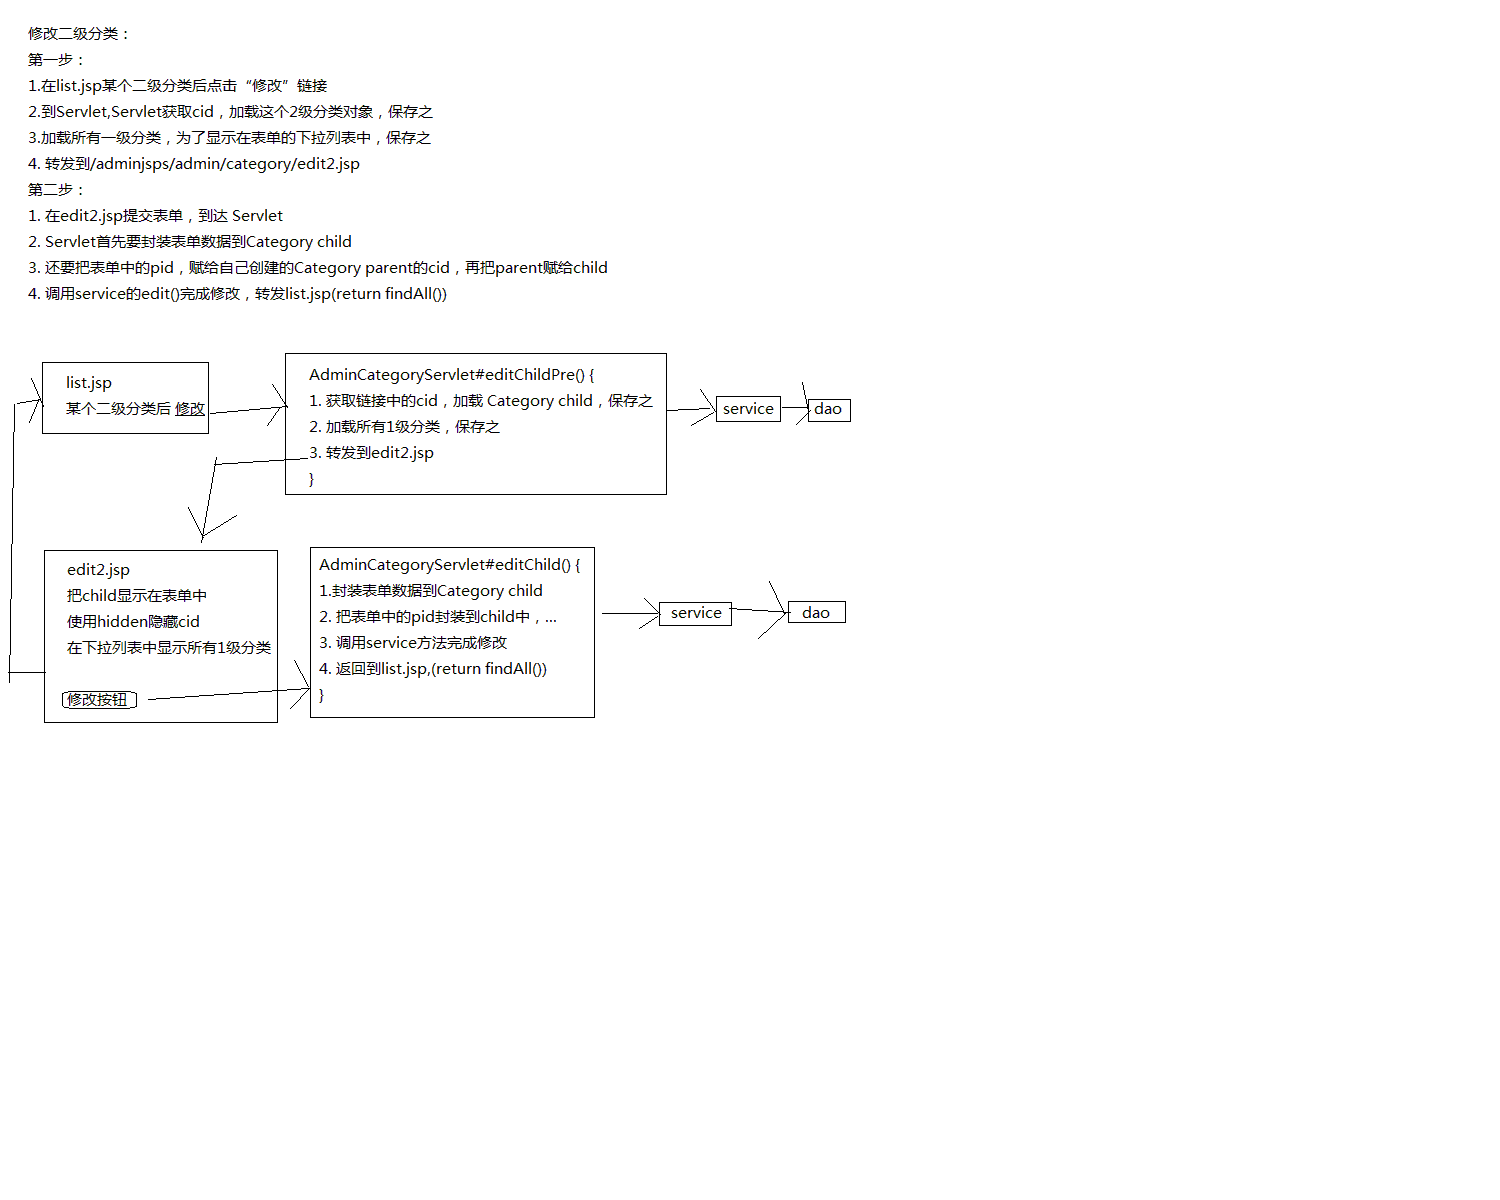 修改二级分类：
第一步：
1.在list.jsp某个二级分类后点击“修改”链接
2.到Servlet,Servlet获取cid，加载这个2级分类对象，保存之
3.加载所有一级分类，为了显示在表单的下拉列表中，保存之
4. 转发到/adminjsps/admin/category/edit2.jsp
第二步：
1. 在edit2.jsp提交表单，到达 Servlet
2. Servlet首先要封装表单数据到Category child
3. 还要把表单中的pid，赋给自己创建的Category parent的cid，再把parent赋给child
4. 调用service的edit()完成修改，转发list.jsp(return findAll())
list.jsp
某个二级分类后 修改
AdminCategoryServlet#editChildPre() {
1. 获取链接中的cid，加载 Category child，保存之
2. 加载所有1级分类，保存之
3. 转发到edit2.jsp
}
service
dao
edit2.jsp
把child显示在表单中
使用hidden隐藏cid
在下拉列表中显示所有1级分类
修改按钮
AdminCategoryServlet#editChild() {
1.封装表单数据到Category child
2. 把表单中的pid封装到child中，...
3. 调用service方法完成修改
4. 返回到list.jsp,(return findAll())
}
service
dao